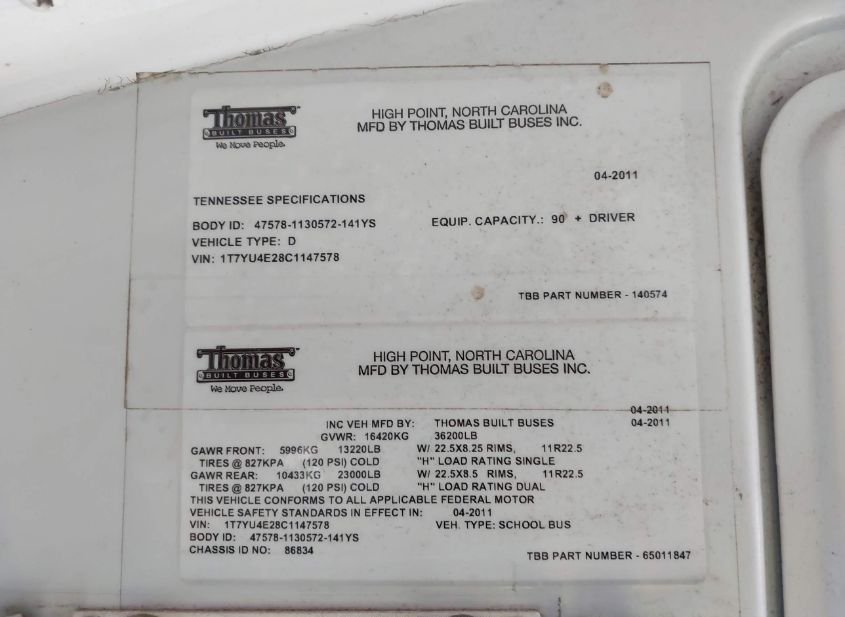 Thomas
BUILT BUSES
We Move People.
HIGH POINT, NORTH CAROLINA
MFD BY THOMAS BUILT BUSES INC.
04-2011
TENNESSEE SPECIFICATIONS
BODY ID: 47578-1130572-141YS EQUIP. CAPACITY.: 90 + DRIVER
VEHICLE TYPE: D
VIN: 1T7YU4E28C1147578
TBB PART NUMBER - 140574
Thomas
BUILT BUSES
We Move People.
HIGH POINT, NORTH CAROLINA
MFD BY THOMAS BUILT BUSES INC.
04-2011
INC VEH MFD BY: THOMAS BUILT BUSES 04-2011
GVWR: 16420KG 36200LB
GAWR FRONT: 5996KG 13220LB W/ 22.5X8.25 RIMS, 11R22.5
TIRES @ 827KPA (120 PSI) COLD "H" LOAD RATING SINGLE
GAWR REAR: 10433KG 23000LB W/ 22.5X8.5 RIMS, 11R22.5
TIRES @ 827KPA (120 PSI) COLD "H" LOAD RATING DUAL
THIS VEHICLE CONFORMS TO ALL APPLICABLE FEDERAL MOTOR
VEHICLE SAFETY STANDARDS IN EFFECT IN: 04-2011
VIN: 1T7YU4E28C1147578 VEH. TYPE: SCHOOL BUS
BODY ID: 47578-1130572-141YS
CHASSIS ID NO: 86834
TBB PART NUMBER - 65011847